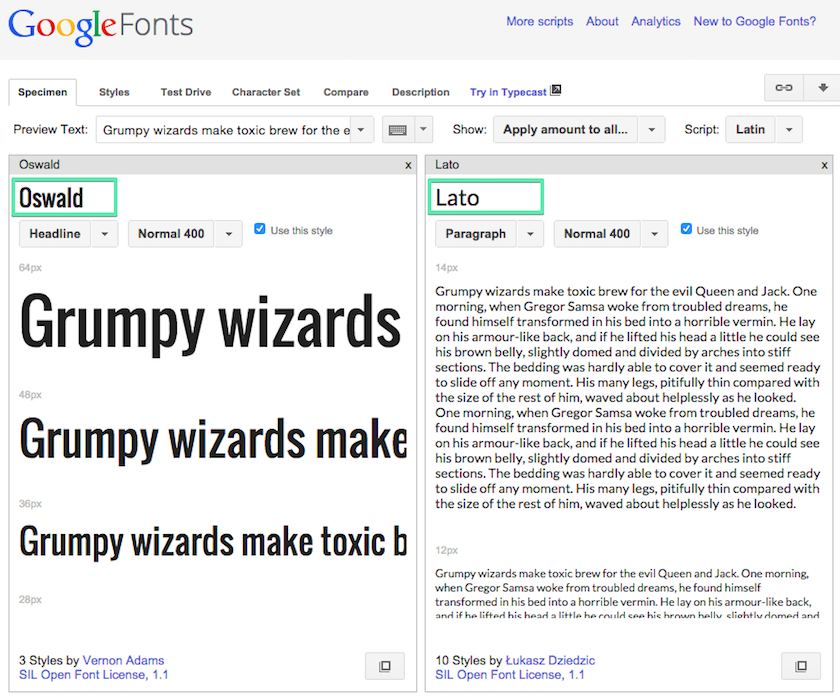 Google Fonts
More scripts About Analytics New to Google Fonts?
Specimen Styles Test Drive Character Set Compare Description Try in Typecast
Preview Text: Grumpy wizards make toxic brew for the e Show: Apply amount to all... Script: Latin
Oswald x
Oswald
Headline Normal 400 Use this style
64px
Grumpy wizards
48px
Grumpy wizards make
36px
Grumpy wizards make toxic b
28px
3 Styles by Vernon Adams
SIL Open Font License, 1.1
Lato x
Lato
Paragraph Normal 400 Use this style
14px
Grumpy wizards make toxic brew for the evil Queen and Jack. One
morning, when Gregor Samsa woke from troubled dreams, he
found himself transformed in his bed into a horrible vermin. He lay
on his armour-like back, and if he lifted his head a little he could see
his brown belly, slightly domed and divided by arches into stiff
sections. The bedding was hardly able to cover it and seemed ready
to slide off any moment. His many legs, pitifully thin compared with
the size of the rest of him, waved about helplessly as he looked.
One morning, when Gregor Samsa woke from troubled dreams, he
found himself transformed in his bed into a horrible vermin. He lay
on his armour-like back, and if he lifted his head a little he could see
his brown belly, slightly domed and divided by arches into stiff
sections. The bedding was hardly able to cover it and seemed ready
to slide off any moment. His many legs, pitifully thin compared with
the size of the rest of him, waved about helplessly as he looked.
12px
Grumpy wizards make toxic brew for the evil Queen and Jack. One morning,
when Gregor Samsa woke from troubled dreams, he found himself
transformed in his bed into a horrible vermin. He lay on his armour-like back,
and if he lifted his head a little he could see his brown belly, slightly domed and
10 Styles by Łukasz Dziedzic
SIL Open Font License, 1.1